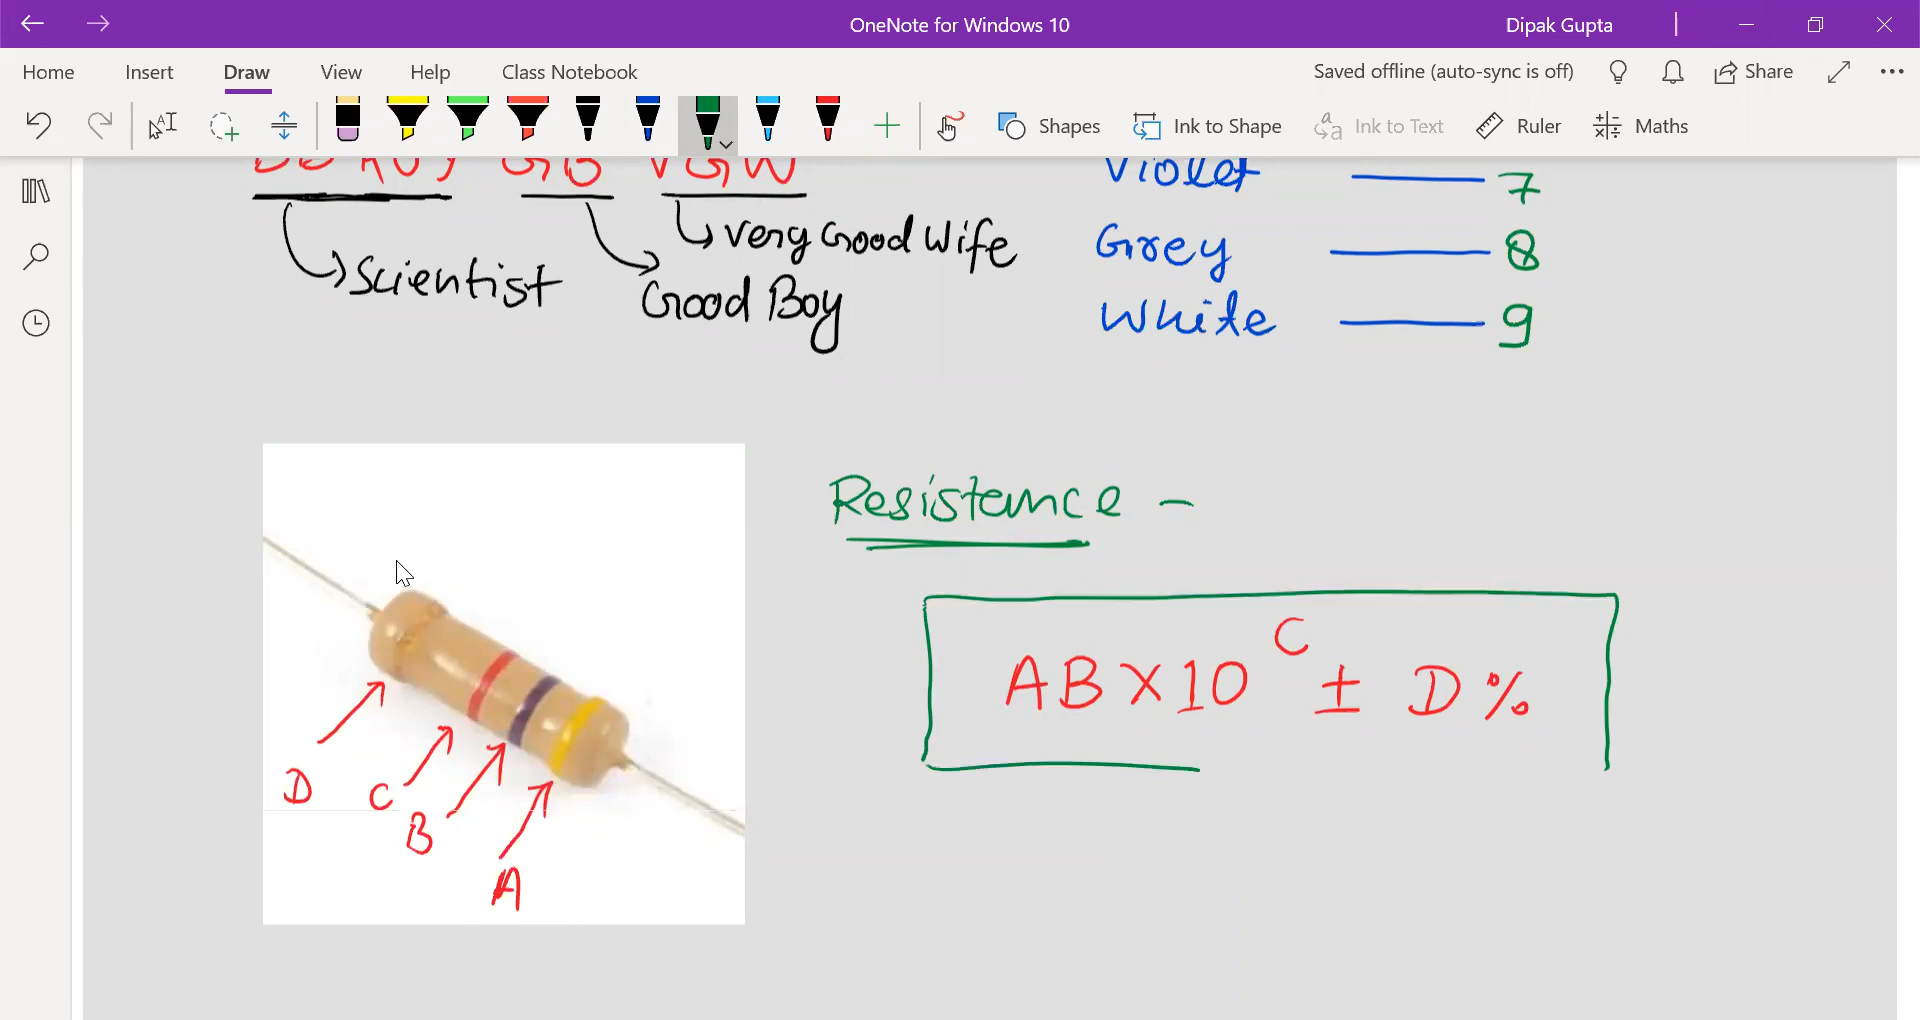 OneNote for Windows 10
Dipak Gupta
Home Insert Draw View Help Class Notebook
Saved offline (auto-sync is off) Share
Shapes Ink to Shape Ink to Text Ruler Maths
GB VGW
Scientist
Good Boy
Very Good Wife
Violet 7
Grey 8
White 9
D
C
B
A
Resistance -
AB×10^C ± D%